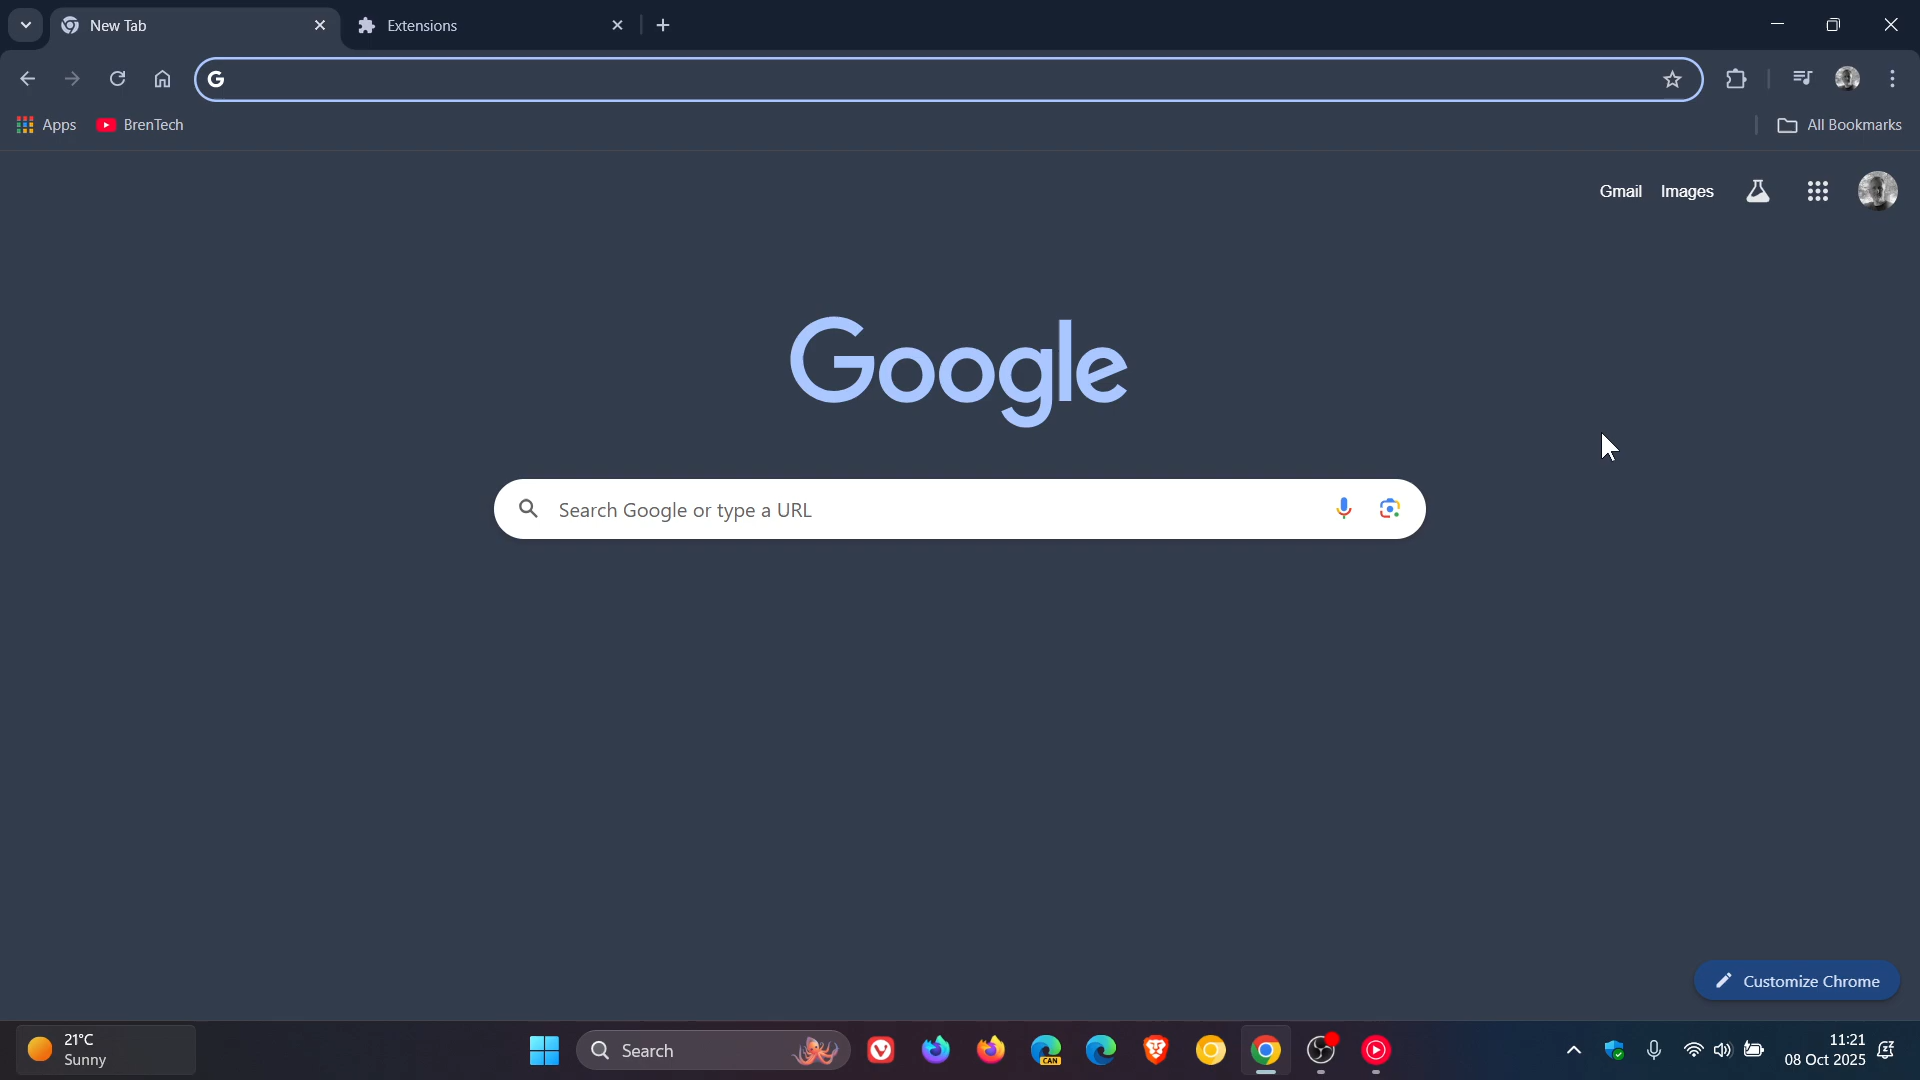 New Tab
Extensions
Apps
BrenTech
All Bookmarks
Gmail Images
Google
Search Google or type a URL
Customize Chrome
21°C
Sunny
Search
CAN
11:21
08 Oct 2025